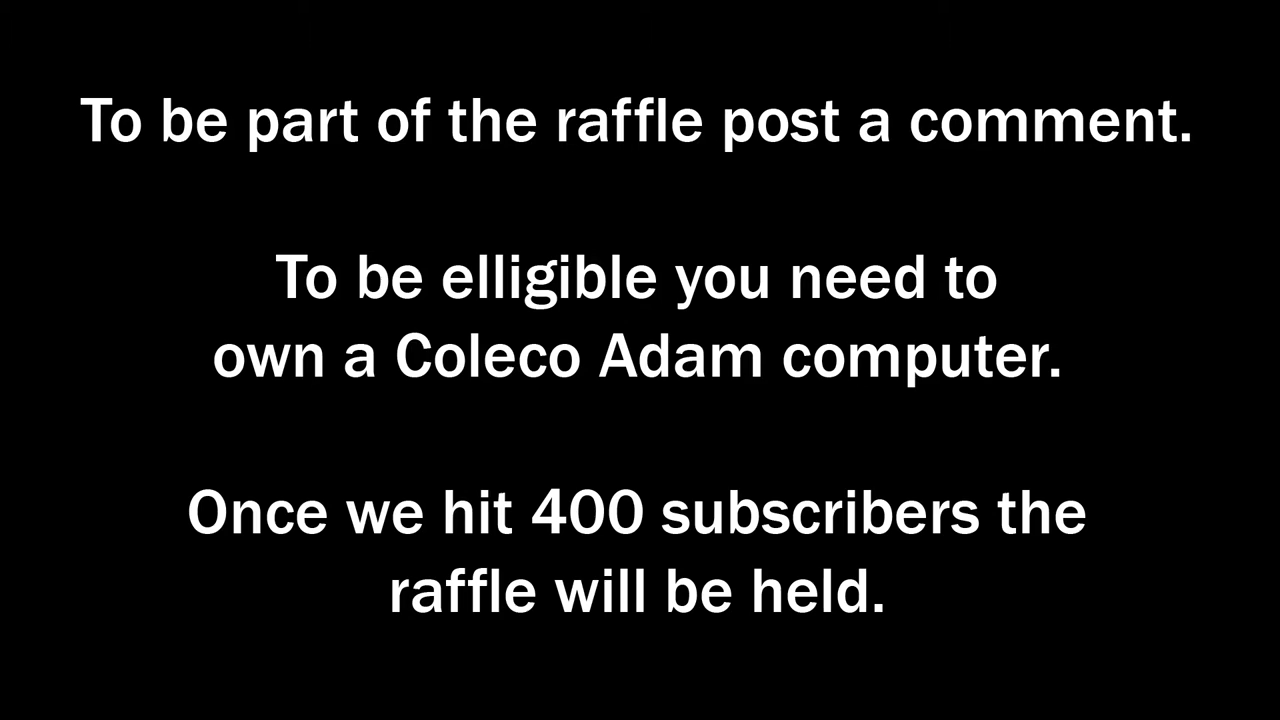 To be part of the raffle post a comment.
To be elligible you need to
own a Coleco Adam computer.
Once we hit 400 subscribers the
raffle will be held.